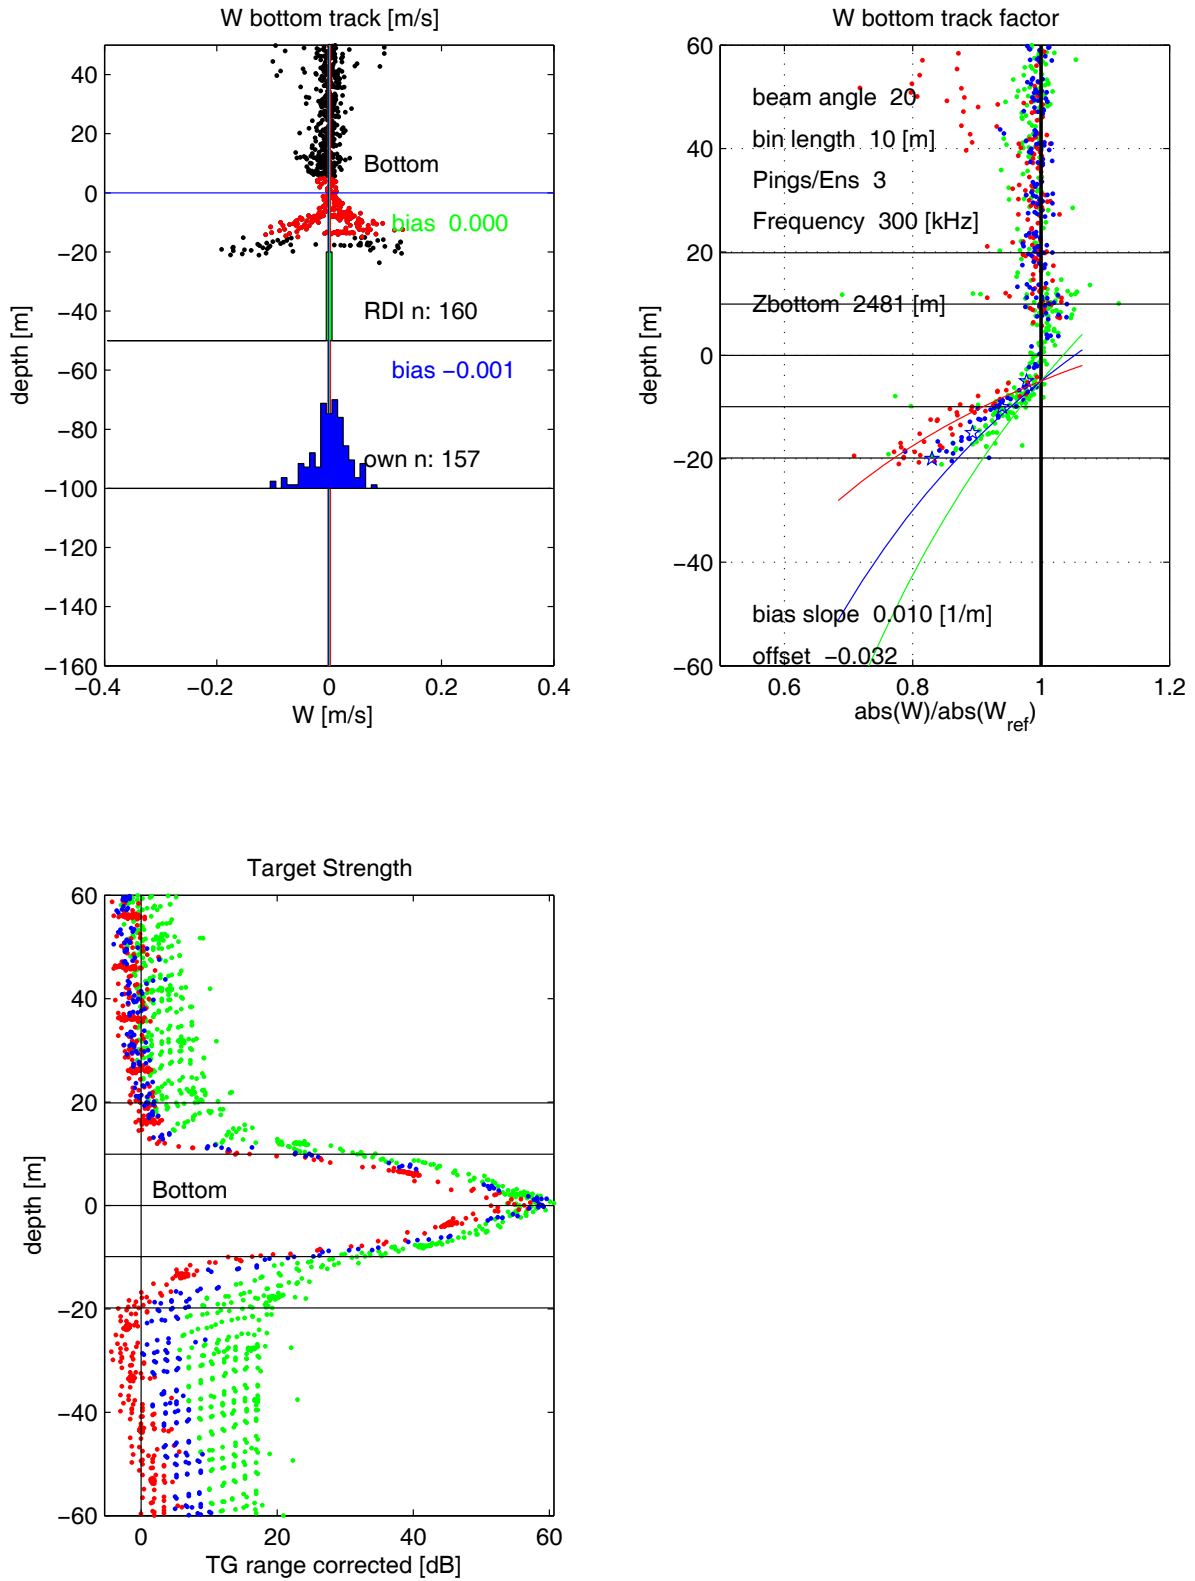 W bottom track [m/s]
40
20
0
−20
−40
−60
−80
−100
−120
−140
−160
depth [m]
Bottom
bias 0.000
RDI n: 160
bias −0.001
own n: 157
−0.4
−0.2
0
0.2
0.4
W [m/s]
W bottom track factor
60
40
20
0
−20
−40
−60
depth [m]
beam angle 20
bin length 10 [m]
Pings/Ens 3
Frequency 300 [kHz]
Zbottom 2481 [m]
bias slope 0.010 [1/m]
offset −0.032
0.6
0.8
1
1.2
abs(W)/abs(W_ref)
Target Strength
60
40
20
0
−20
−40
−60
depth [m]
Bottom
0
20
40
60
TG range corrected [dB]